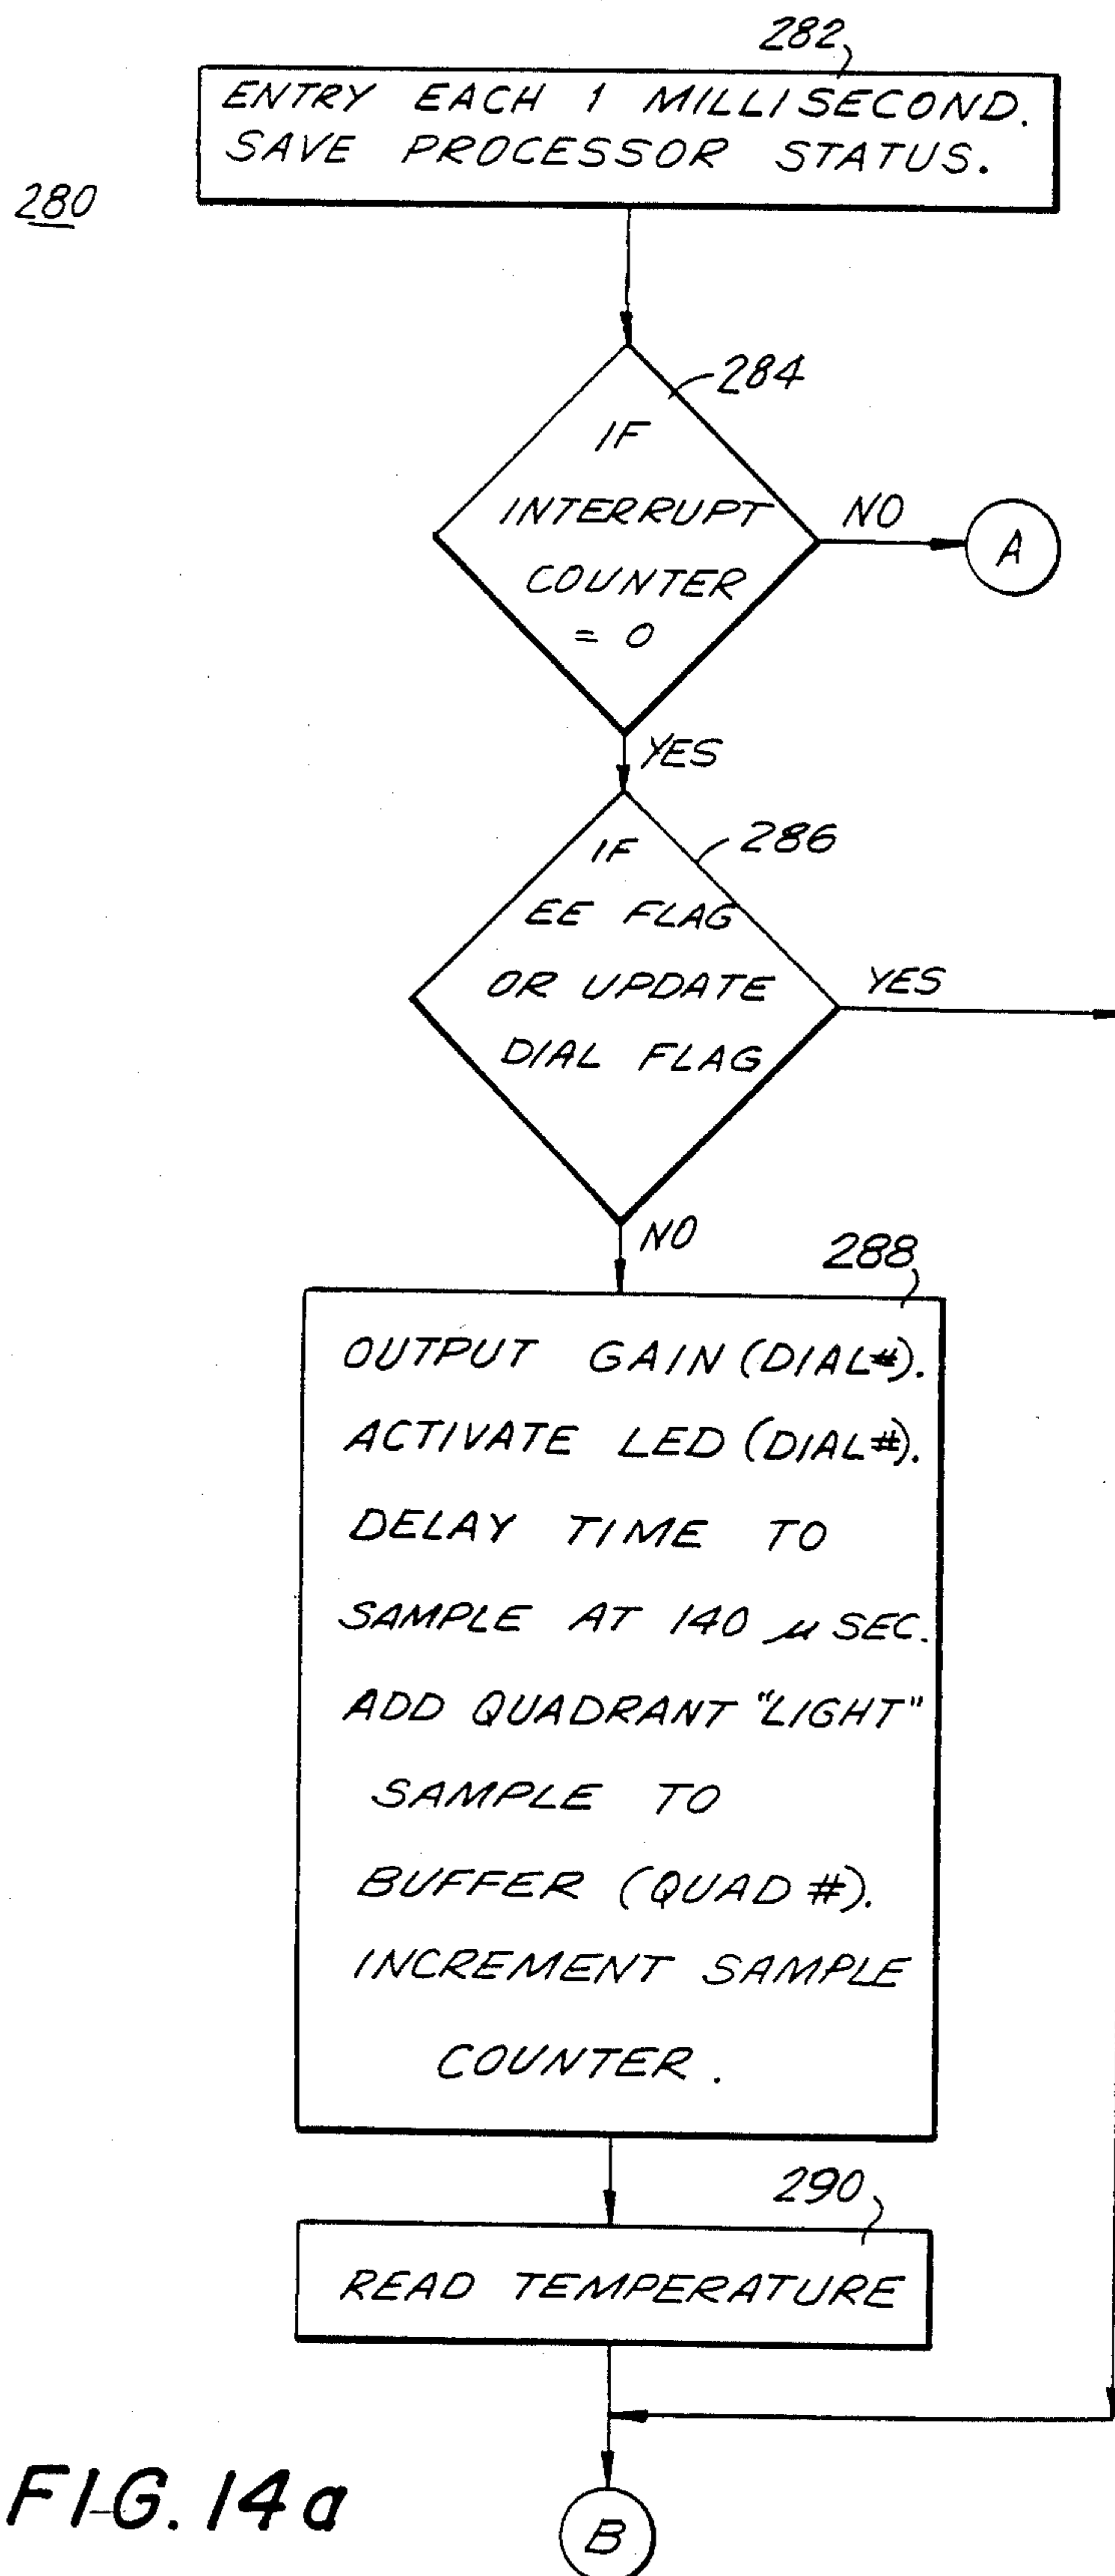 282
ENTRY EACH 1 MILLISECOND.
SAVE PROCESSOR STATUS.
280
284
IF
INTERRUPT
COUNTER
= 0
NO
A
YES
286
IF
EE FLAG
OR UPDATE
DIAL FLAG
YES
NO
288
OUTPUT GAIN (DIAL#).
ACTIVATE LED (DIAL#).
DELAY TIME TO
SAMPLE AT 140 μ SEC.
ADD QUADRANT "LIGHT"
SAMPLE TO
BUFFER (QUAD #).
INCREMENT SAMPLE
COUNTER.
290
READ TEMPERATURE
B
FIG. 14a